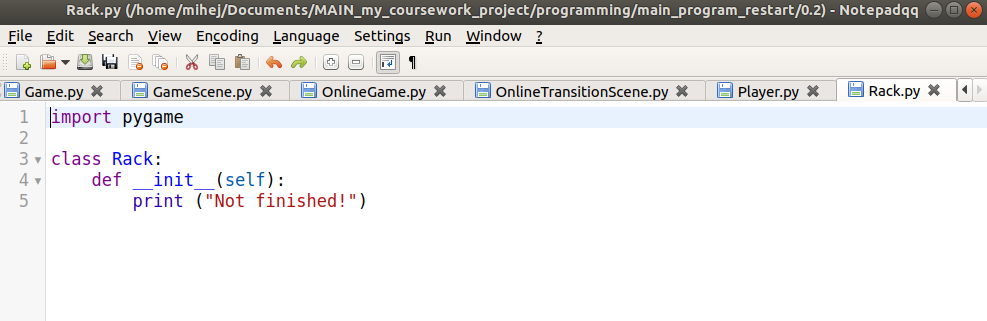 Rack.py (/home/mihej/Documents/MAIN_my_coursework_project/programming/main_program_restart/0.2) - Notepadqq
File Edit Search View Encoding Language Settings Run Window ?
Game.py GameScene.py OnlineGame.py OnlineTransitionScene.py Player.py Rack.py
1 import pygame
2
3 class Rack:
4 def __init__(self):
5 print ("Not finished!")